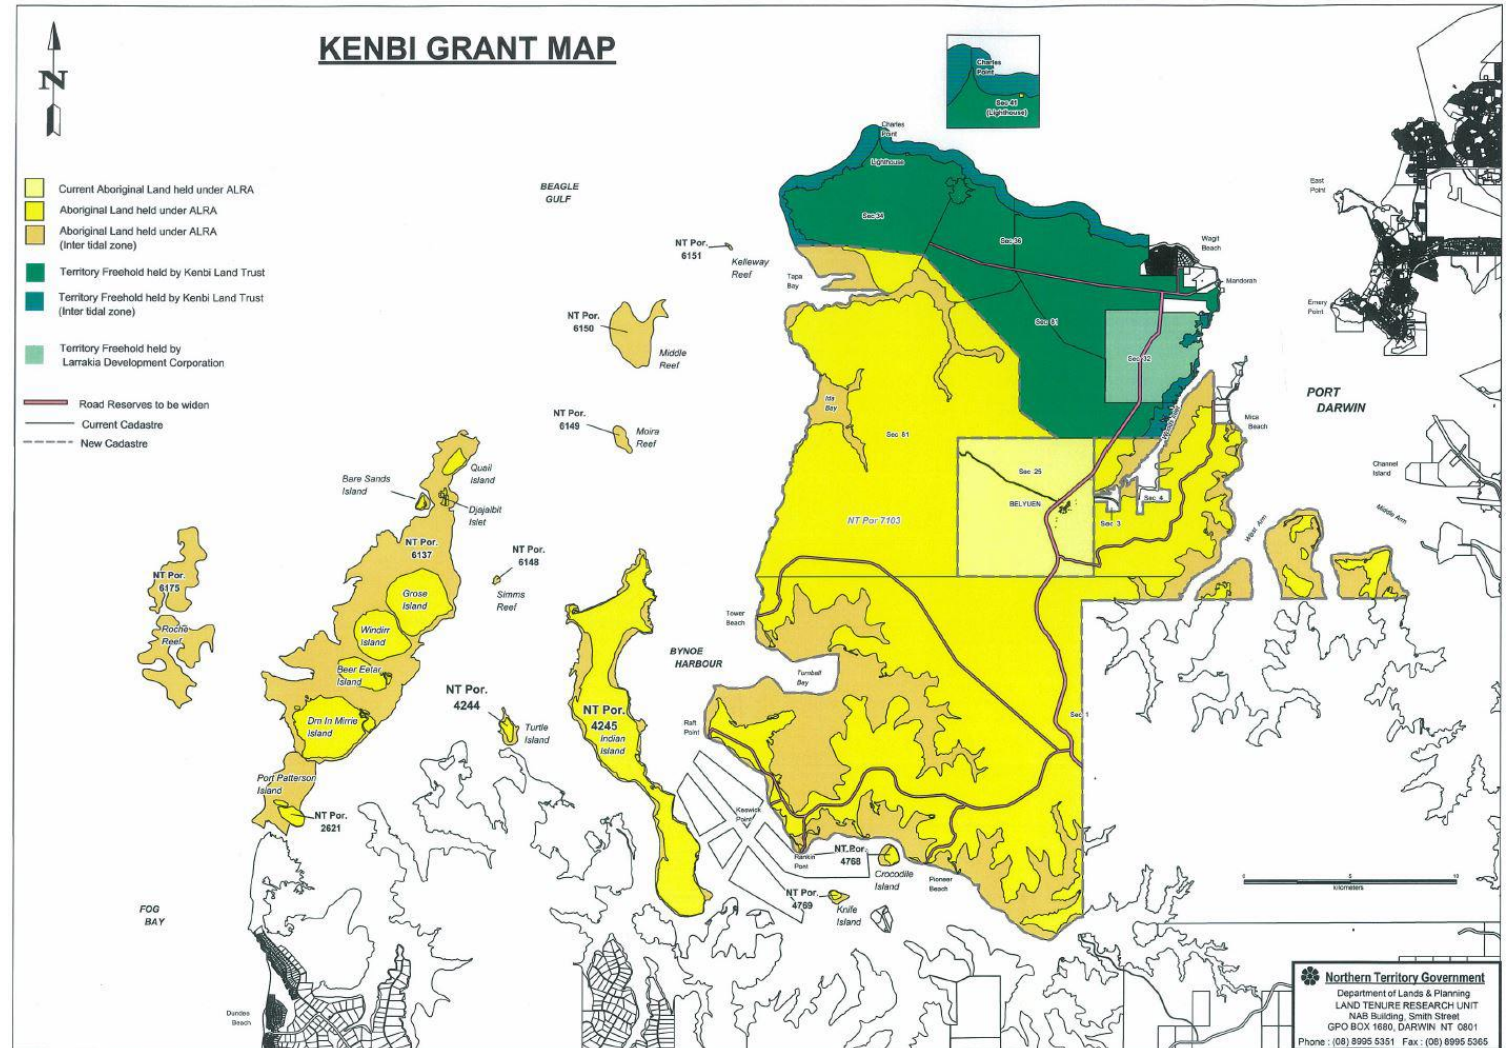 KENBI GRANT MAP
N
Current Aboriginal Land held under ALRA
Aboriginal Land held under ALRA
Aboriginal Land held under ALRA
(Inter tidal zone)
Territory Freehold held by Kenbi Land Trust
Territory Freehold held by Kenbi Land Trust
(Inter tidal zone)
Territory Freehold held by
Larrakia Development Corporation
Road Reserves to be widen
Current Cadastre
New Cadastre
Charles
Point
Sec 41
(Lighthouse)
Charles
Point
Lighthouse
BEAGLE
GULF
East
Point
Sec 34
Sec 36
Wagit
Beach
NT Por.
6151
Kelleway
Reef
Tapa
Bay
Mandorah
Emery
Point
NT Por.
6150
Middle
Reef
Sec 81
Sec 32
PORT
DARWIN
Ida
Bay
NT Por.
6149
Moira
Reef
Sec 81
Mica
Beach
Quail
Island
Bare Sands
Island
Djajalbit
Islet
Channel
Island
Sec 25
BELYUEN
Sec 4
Sec 3
NT Por 7103
West Arm
Middle Arm
NT Por.
6137
NT Por.
6148
Simms
Reef
NT Por.
6175
Roche
Reef
Grose
Island
Windirr
Island
Beer Eetar
Island
Dm In Mirrie
Island
Port Patterson
Island
NT Por.
2621
NT Por.
4244
Turtle
Island
NT Por.
4245
Indian
Island
BYNOE
HARBOUR
Tower
Beach
Turnbull
Bay
Raft
Point
Sec 1
Keswick
Point
Rankin
Point
NT Por.
4768
Crocodile
Island
Pioneer
Beach
NT Por.
4769
Knife
Island
0 5 10
kilometers
FOG
BAY
Dundee
Beach
Northern Territory Government
Department of Lands & Planning
LAND TENURE RESEARCH UNIT
NAB Building, Smith Street
GPO BOX 1680, DARWIN NT 0801
Phone : (08) 8995 5351 Fax : (08) 8995 5365